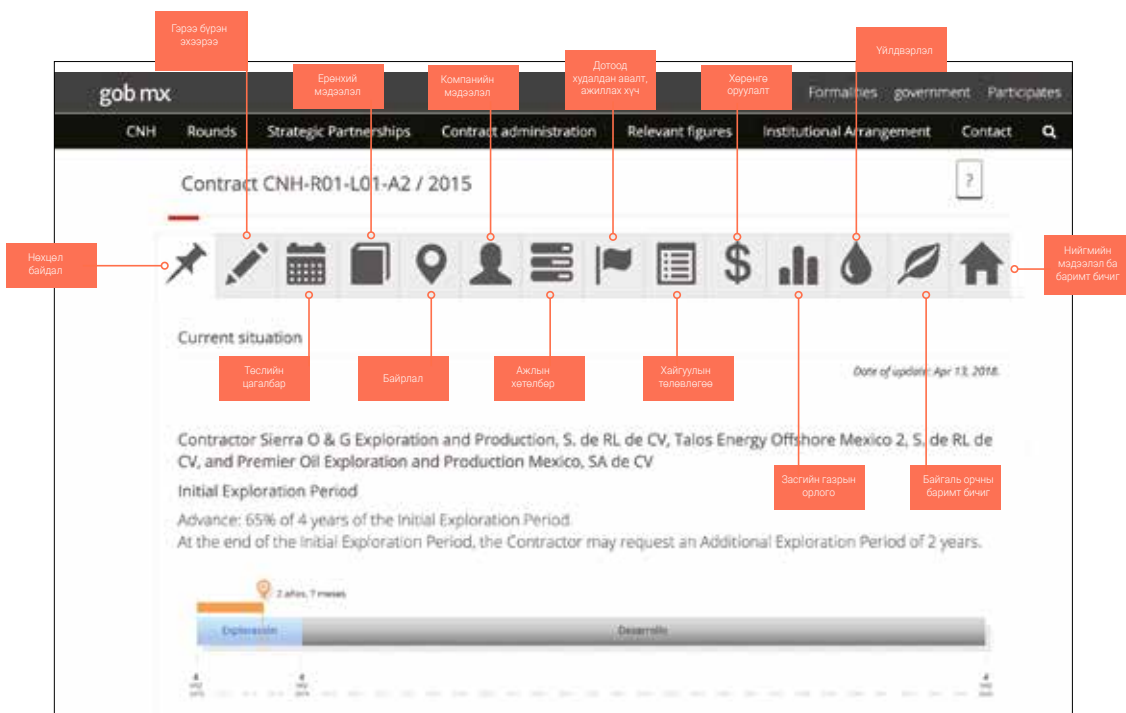 Гэрээ бүрэн
эхээрээ
Үйлдвэрлэл
Дотоод
худалдан авалт,
ажиллах хүч
Ерөнхий
мэдээлэл
Компанийн
мэдээлэл
Хөрөнгө
оруулалт
gob mx
Formalities government Participates
CNH Rounds Strategic Partnerships Contract administration Relevant figures Institutional Arrangement Contact
Contract CNH-R01-L01-A2 / 2015
?
Нөхцөл
байдал
Нийгмийн
мэдээлэл ба
баримт бичиг
Current situation
Төслийн
цагалбар
Байрлал
Ажлын
хөтөлбөр
Хайгуулын
төлөвлөгөө
Date of update: Apr 13, 2018.
Contractor Sierra O & G Exploration and Production, S. de RL de CV, Talos Energy Offshore Mexico 2, S. de RL de
CV, and Premier Oil Exploration and Production Mexico, SA de CV
Засгийн газрын
орлого
Байгаль орчны
баримт бичиг
Initial Exploration Period
Advance: 65% of 4 years of the Initial Exploration Period
At the end of the Initial Exploration Period, the Contractor may request an Additional Exploration Period of 2 years.
2 años, 7 meses
Exploración
Desarrollo
4
4
4